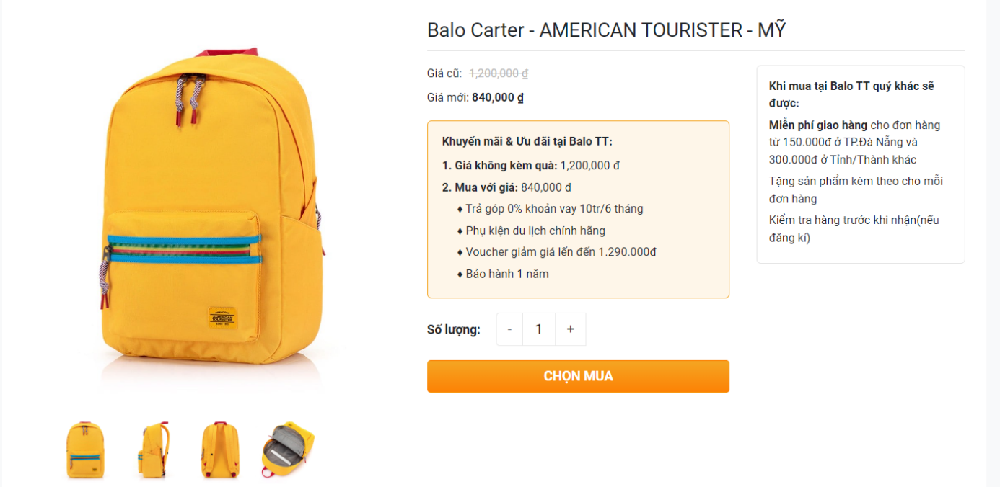 Balo Carter - AMERICAN TOURISTER - MỸ
Giá cũ: 1,200,000 ₫
Giá mới: 840,000 ₫
Khuyến mãi & Ưu đãi tại Balo TT:
1. Giá không kèm quà: 1,200,000 đ
2. Mua với giá: 840,000 đ
♦ Trả góp 0% khoản vay 10tr/6 tháng
♦ Phụ kiện du lịch chính hãng
♦ Voucher giảm giá lến đến 1.290.000đ
♦ Bảo hành 1 năm
Số lượng: - 1 +
CHỌN MUA
Khi mua tại Balo TT quý khác sẽ
được:
Miễn phí giao hàng cho đơn hàng
từ 150.000đ ở TP.Đà Nẵng và
300.000đ ở Tỉnh/Thành khác
Tặng sản phẩm kèm theo cho mỗi
đơn hàng
Kiểm tra hàng trước khi nhận(nếu
đăng kí)
AMERICAN
TOURISTER